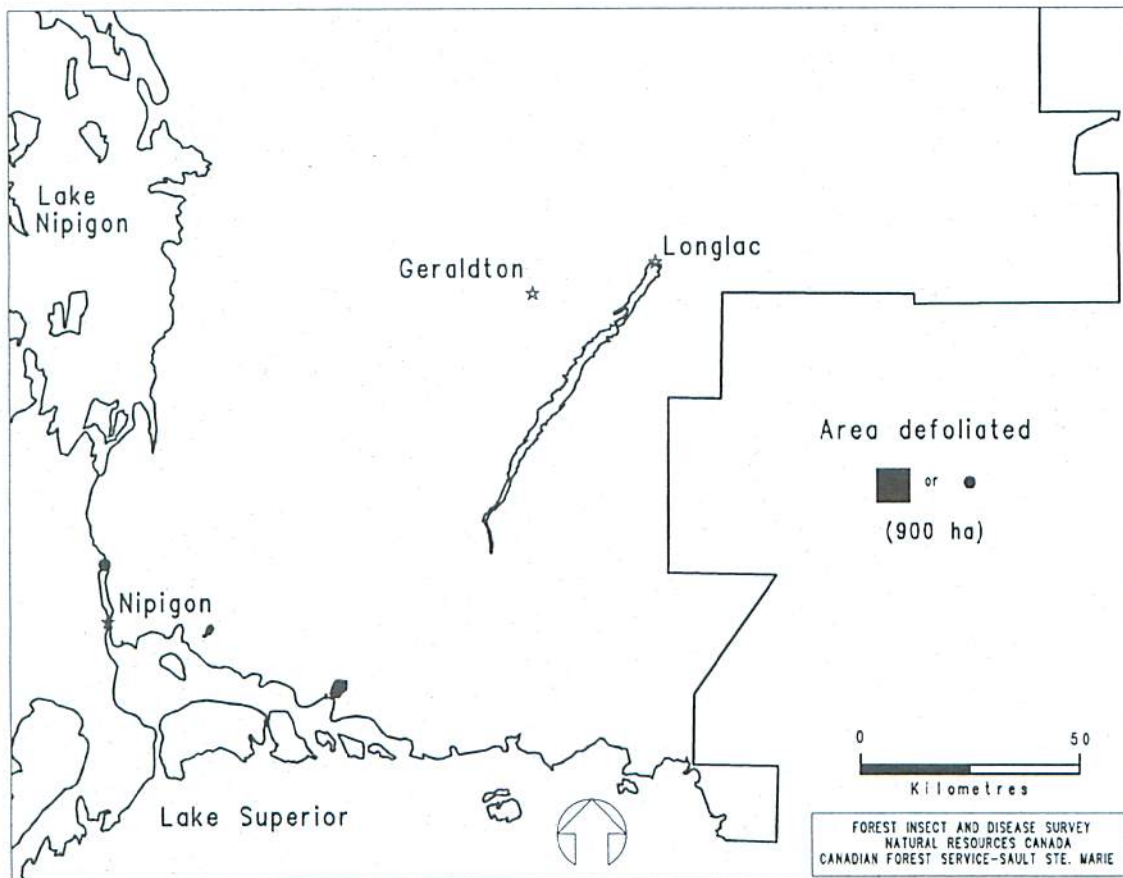 Lake
Nipigon
Longlac
Geraldton
Area defoliated
or
(900 ha)
Nipigon
0 50
Kilometres
Lake Superior
FOREST INSECT AND DISEASE SURVEY
NATURAL RESOURCES CANADA
CANADIAN FOREST SERVICE-SAULT STE. MARIE